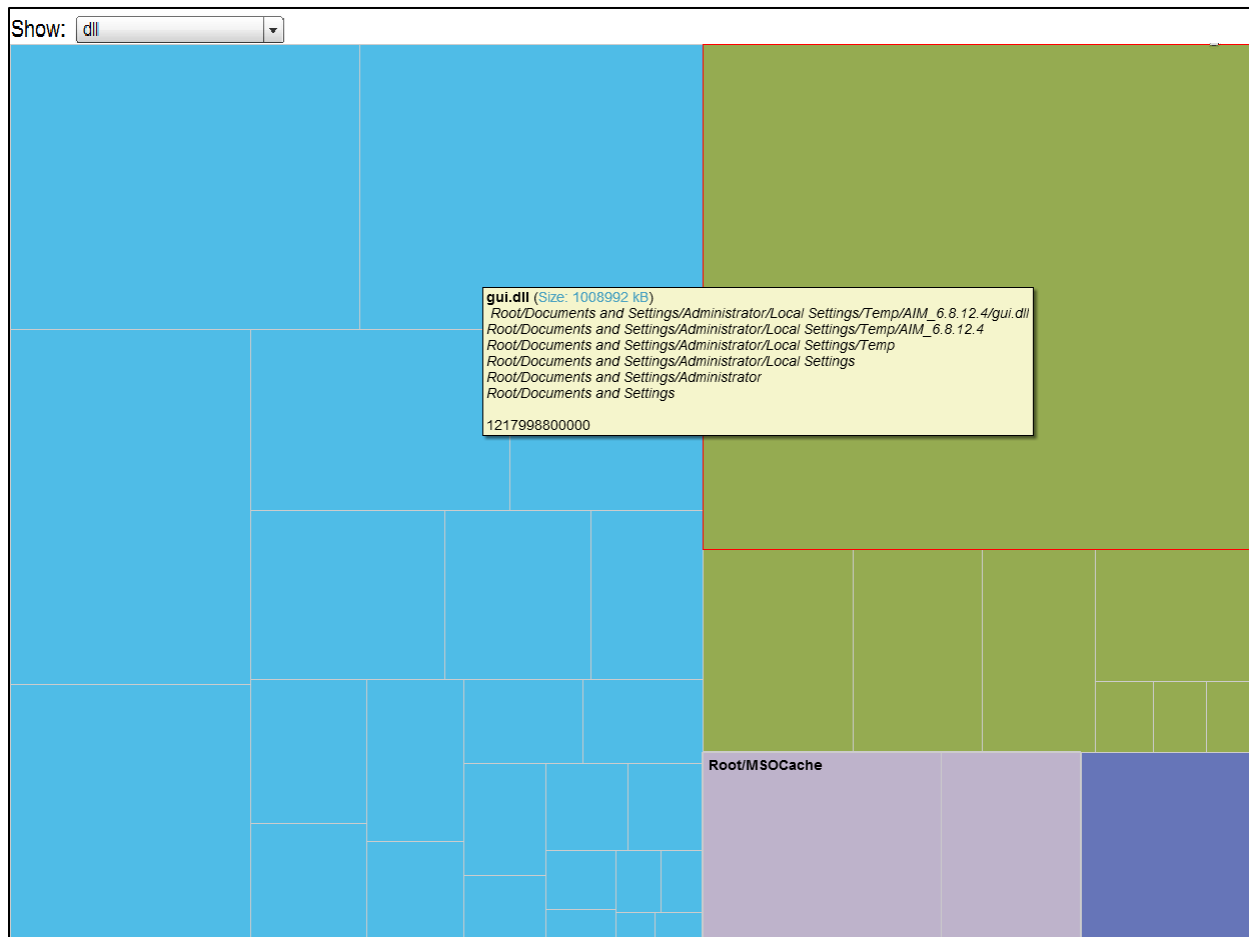 Show: dll
gui.dll (Size: 1008992 kB)
Root/Documents and Settings/Administrator/Local Settings/Temp/AIM_6.8.12.4/gui.dll
Root/Documents and Settings/Administrator/Local Settings/Temp/AIM_6.8.12.4
Root/Documents and Settings/Administrator/Local Settings/Temp
Root/Documents and Settings/Administrator/Local Settings
Root/Documents and Settings/Administrator
Root/Documents and Settings
1217998800000
Root/MSOCache